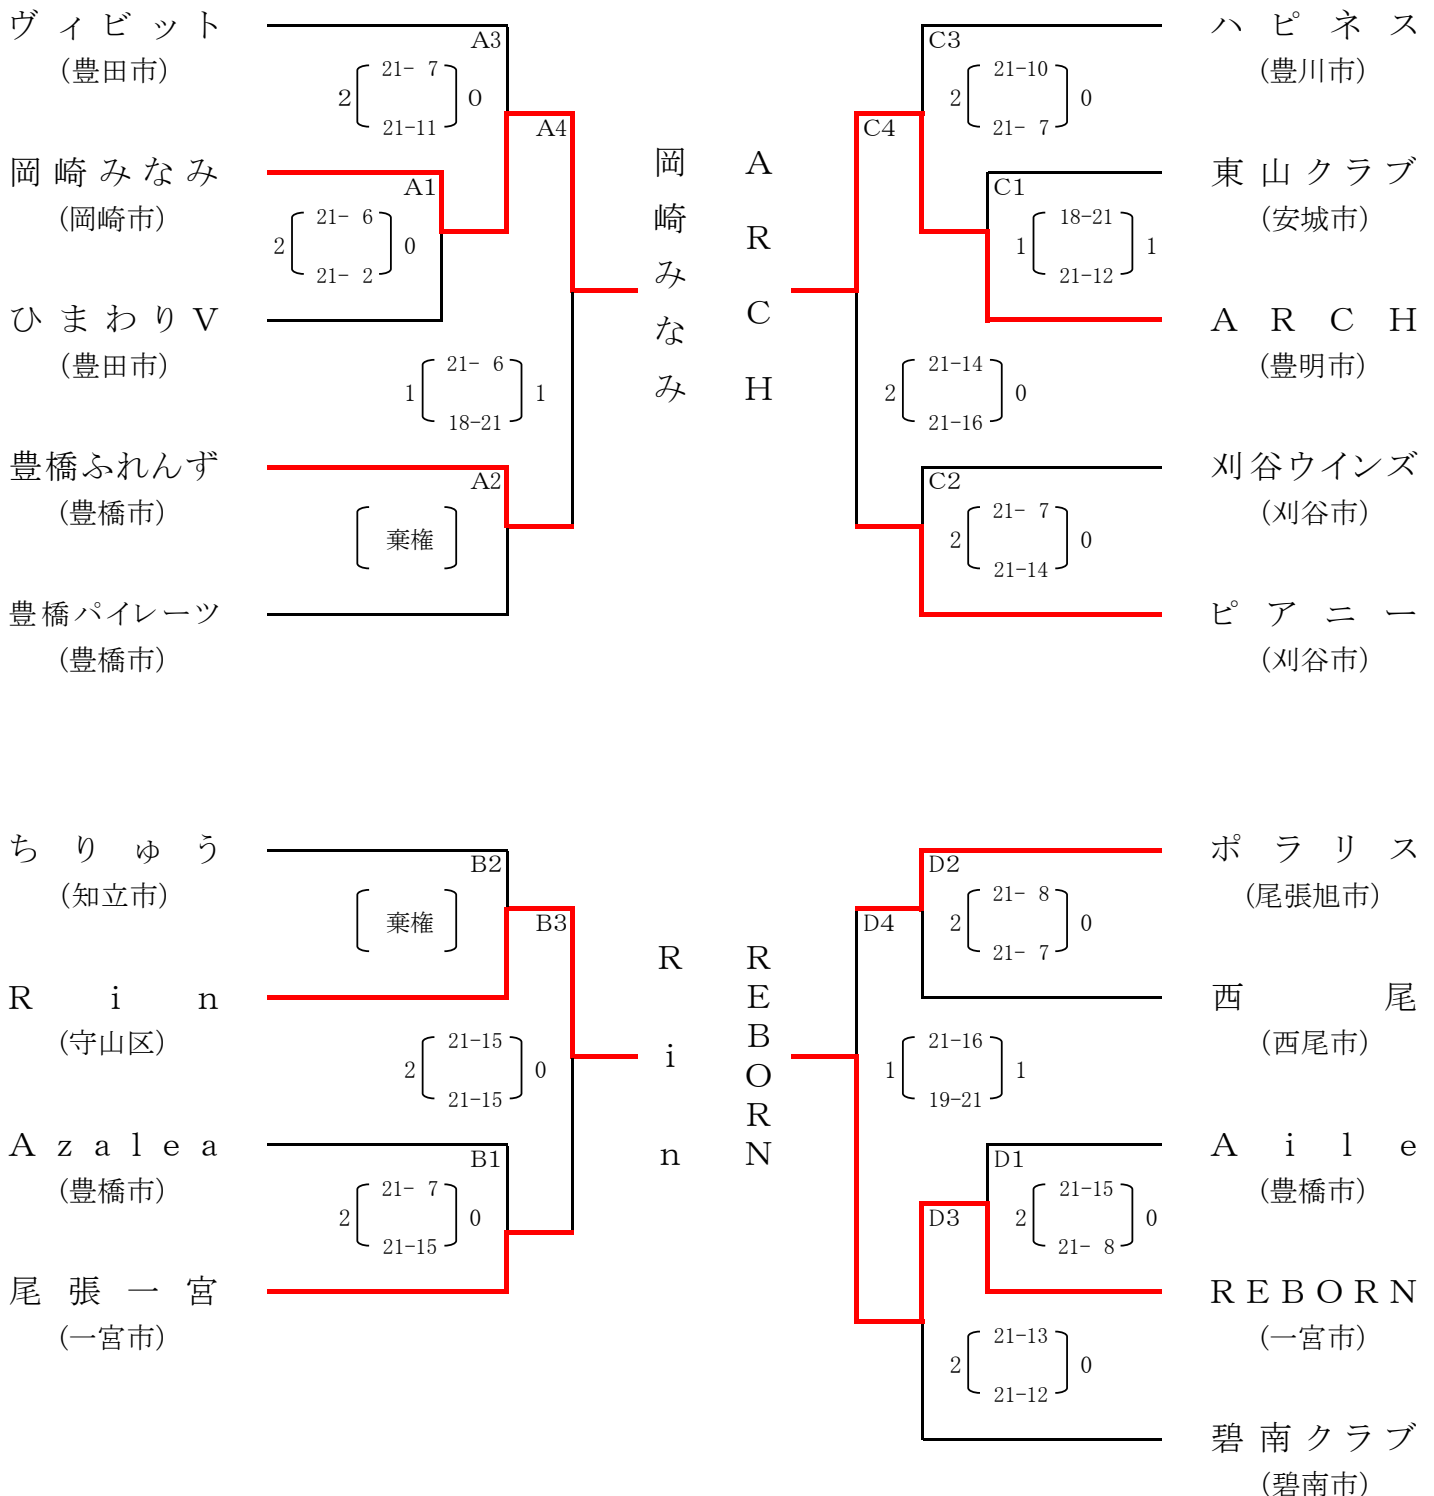 ヴィビット
(豊田市)
A3
21- 7
2 0
21-11
A4
岡崎みなみ
(岡崎市)
A1
21- 6
2 0
21- 2
ひまわりV
(豊田市)
21- 6
1 1
18-21
豊橋ふれんず
(豊橋市)
A2
棄権
豊橋パイレーツ
(豊橋市)
岡崎みなみ
ARCH
ハピネス
(豊川市)
C3
21-10
2 0
21- 7
C4
東山クラブ
(安城市)
C1
18-21
1 1
21-12
ARCH
(豊明市)
21-14
2 0
21-16
刈谷ウインズ
(刈谷市)
C2
21- 7
2 0
21-14
ピアニー
(刈谷市)
ちりゅう
(知立市)
B2
棄権
B3
Rin
(守山区)
21-15
2 0
21-15
Azalea
(豊橋市)
B1
21- 7
2 0
21-15
尾張一宮
(一宮市)
Rin
REBORN
ポラリス
(尾張旭市)
D2
21- 8
2 0
21- 7
D4
西尾
(西尾市)
21-16
1 1
19-21
Aile
(豊橋市)
D1
21-15
2 0
21- 8
D3
REBORN
(一宮市)
21-13
2 0
21-12
碧南クラブ
(碧南市)